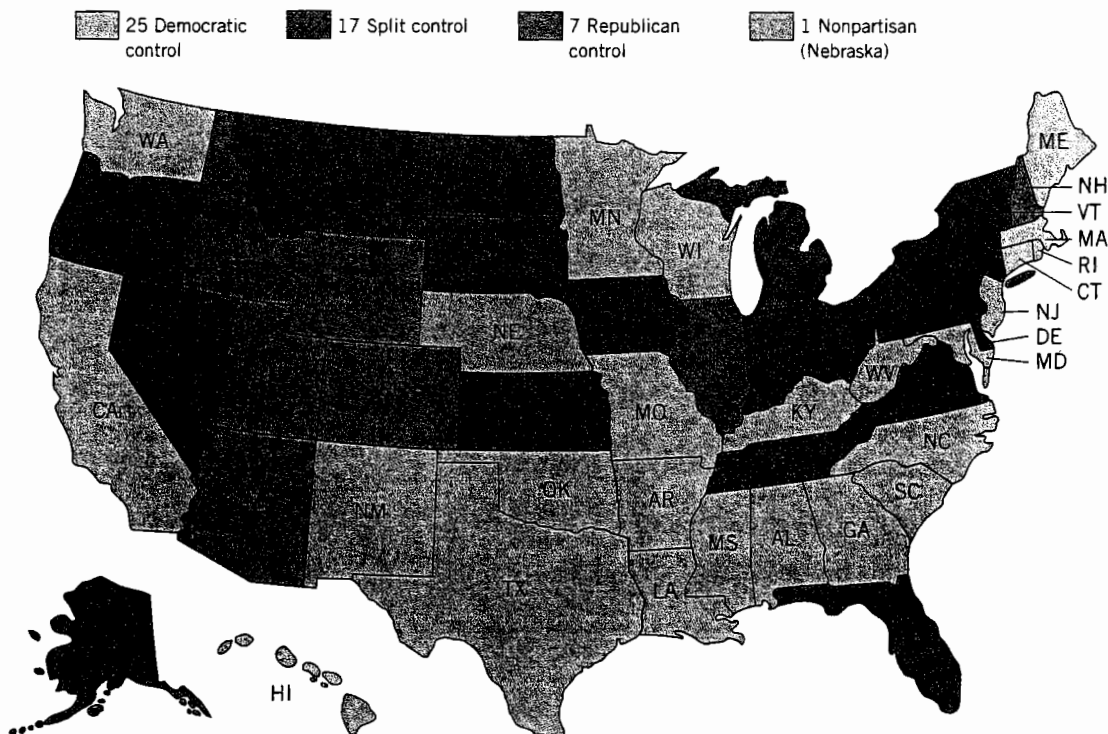 25 Democratic control
17 Split control
7 Republican control
1 Nonpartisan (Nebraska)
WA
ME
MN
NH
VT
WI
MA
RI
CT
NJ
NE
DE
MD
WV
CA
MO
KY
NC
OK
AR
SC
NM
MS
AL
GA
TX
LA
HI